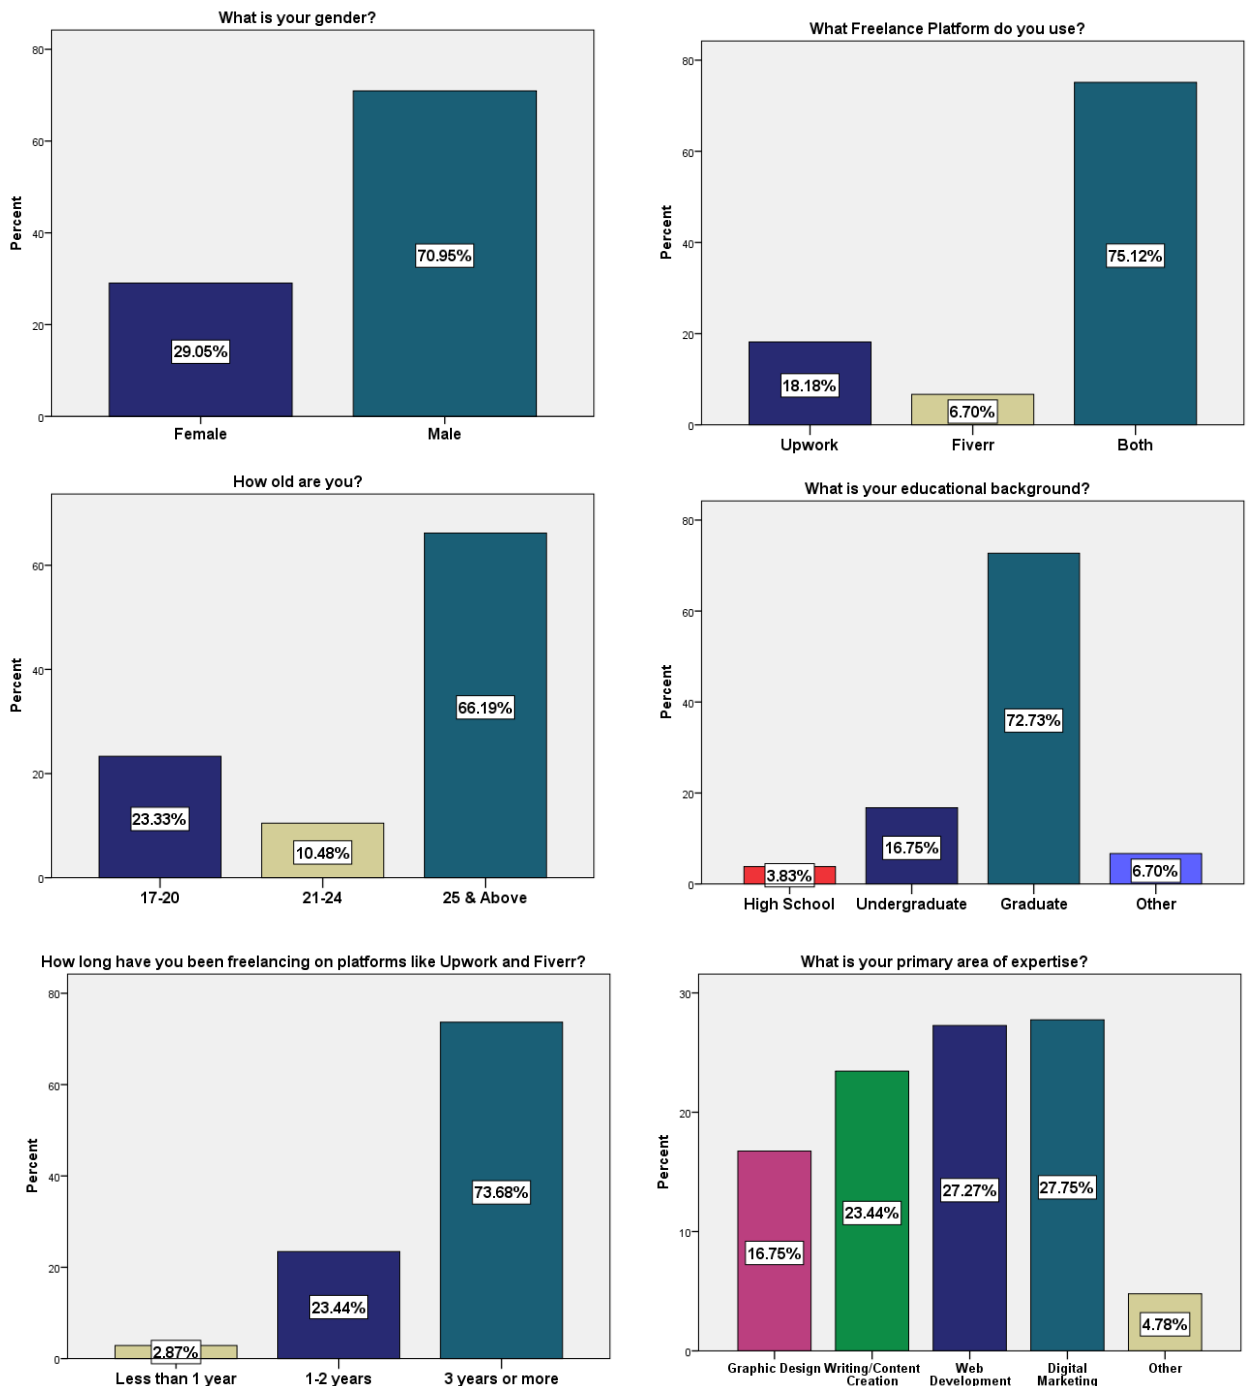 What is your gender?
80
60
40
20
0
Percent
29.05%
70.95%
Female
Male
What Freelance Platform do you use?
80
60
40
20
0
Percent
18.18%
6.70%
75.12%
Upwork
Fiverr
Both
How old are you?
60
40
20
0
Percent
23.33%
10.48%
66.19%
17-20
21-24
25 & Above
What is your educational background?
80
60
40
20
0
Percent
3.83%
16.75%
72.73%
6.70%
High School
Undergraduate
Graduate
Other
How long have you been freelancing on platforms like Upwork and Fiverr?
80
60
40
20
0
Percent
2.87%
23.44%
73.68%
Less than 1 year
1-2 years
3 years or more
What is your primary area of expertise?
30
20
10
0
Percent
16.75%
23.44%
27.27%
27.75%
4.78%
Graphic Design
Writing/Content
Creation
Web
Development
Digital
Marketing
Other